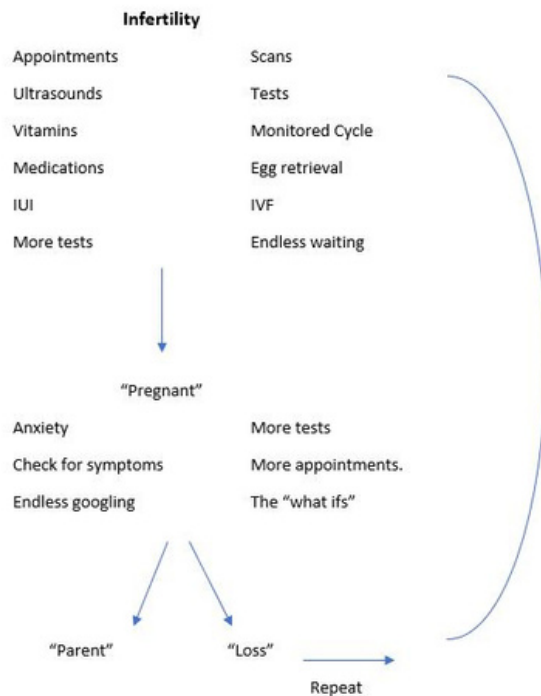 Infertility
Appointments Scans
Ultrasounds Tests
Vitamins Monitored Cycle
Medications Egg retrieval
IUI IVF
More tests Endless waiting
“Pregnant”
Anxiety More tests
Check for symptoms More appointments.
Endless googling The “what ifs”
“Parent” “Loss”
Repeat